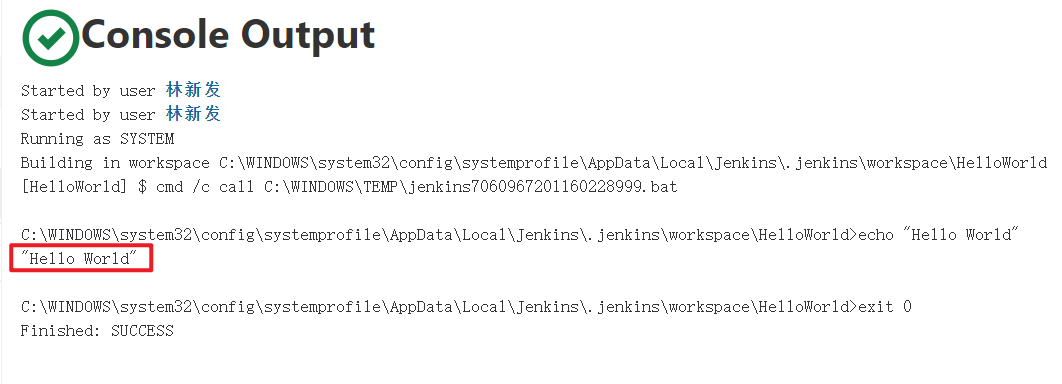 Console Output
Started by user 林新发
Started by user 林新发
Running as SYSTEM
Building in workspace C:\WINDOWS\system32\config\systemprofile\AppData\Local\Jenkins\.jenkins\workspace\HelloWorld
[HelloWorld] $ cmd /c call C:\WINDOWS\TEMP\jenkins7060967201160228999.bat
C:\WINDOWS\system32\config\systemprofile\AppData\Local\Jenkins\.jenkins\workspace\HelloWorld>echo "Hello World"
"Hello World"
C:\WINDOWS\system32\config\systemprofile\AppData\Local\Jenkins\.jenkins\workspace\HelloWorld>exit 0
Finished: SUCCESS